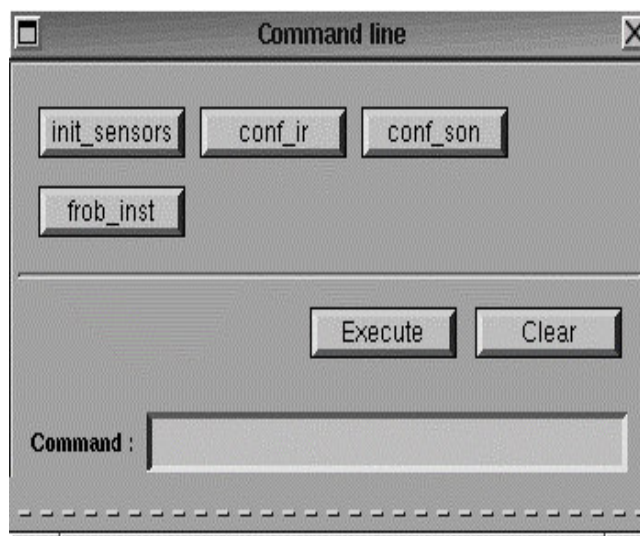 Command line
init_sensors conf_ir conf_son
frob_inst
Execute Clear
Command :